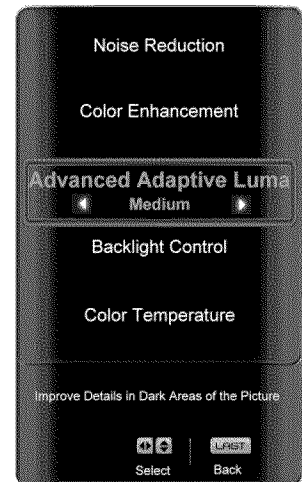 Noise Reduction
Color Enhancement
Advanced Adaptive Luma
Medium
Backlight Control
Color Temperature
Improve Details in Dark Areas of the Picture
LAST
Select Back